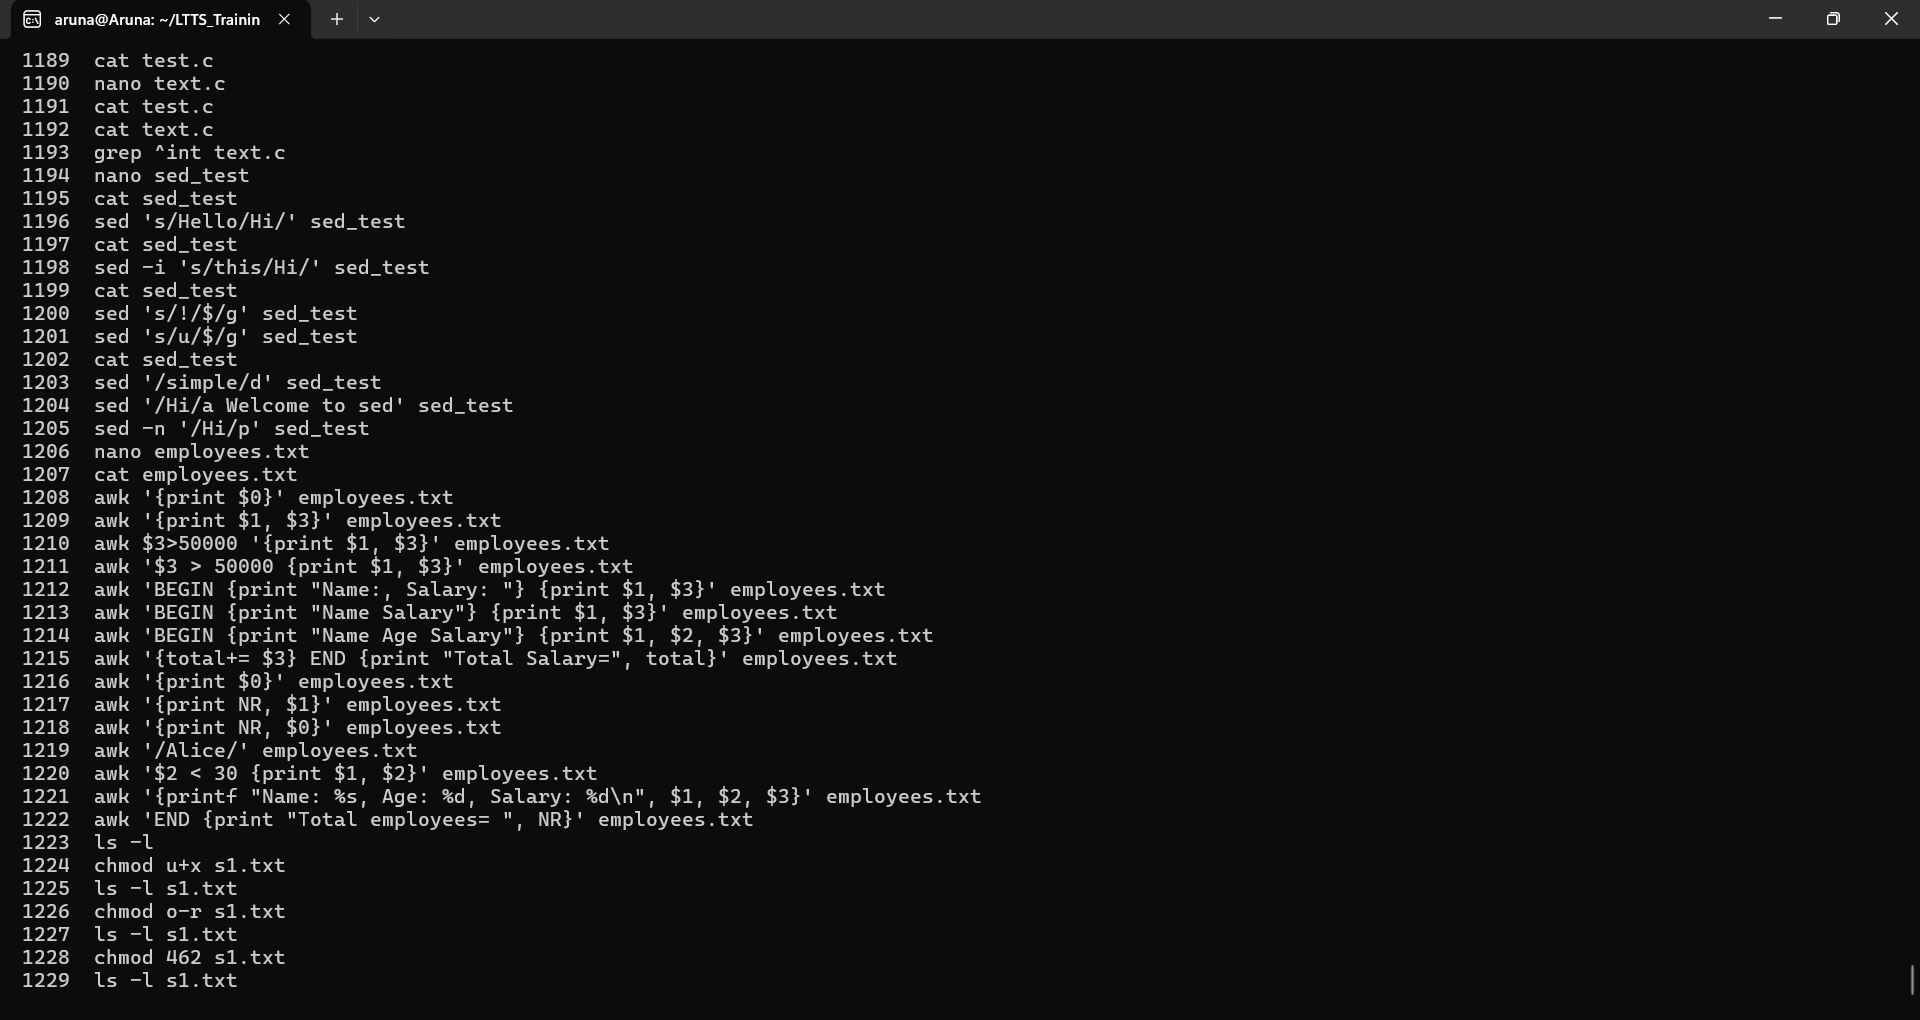 aruna@Aruna: ~/LTTS_Trainin
1189 cat test.c
1190 nano text.c
1191 cat test.c
1192 cat text.c
1193 grep ^int text.c
1194 nano sed_test
1195 cat sed_test
1196 sed 's/Hello/Hi/' sed_test
1197 cat sed_test
1198 sed -i 's/this/Hi/' sed_test
1199 cat sed_test
1200 sed 's/!/$/g' sed_test
1201 sed 's/u/$/g' sed_test
1202 cat sed_test
1203 sed '/simple/d' sed_test
1204 sed '/Hi/a Welcome to sed' sed_test
1205 sed -n '/Hi/p' sed_test
1206 nano employees.txt
1207 cat employees.txt
1208 awk '{print $0}' employees.txt
1209 awk '{print $1, $3}' employees.txt
1210 awk $3>50000 '{print $1, $3}' employees.txt
1211 awk '$3 > 50000 {print $1, $3}' employees.txt
1212 awk 'BEGIN {print "Name:, Salary: "} {print $1, $3}' employees.txt
1213 awk 'BEGIN {print "Name Salary"} {print $1, $3}' employees.txt
1214 awk 'BEGIN {print "Name Age Salary"} {print $1, $2, $3}' employees.txt
1215 awk '{total+= $3} END {print "Total Salary=", total}' employees.txt
1216 awk '{print $0}' employees.txt
1217 awk '{print NR, $1}' employees.txt
1218 awk '{print NR, $0}' employees.txt
1219 awk '/Alice/' employees.txt
1220 awk '$2 < 30 {print $1, $2}' employees.txt
1221 awk '{printf "Name: %s, Age: %d, Salary: %d\n", $1, $2, $3}' employees.txt
1222 awk 'END {print "Total employees= ", NR}' employees.txt
1223 ls -l
1224 chmod u+x s1.txt
1225 ls -l s1.txt
1226 chmod o-r s1.txt
1227 ls -l s1.txt
1228 chmod 462 s1.txt
1229 ls -l s1.txt